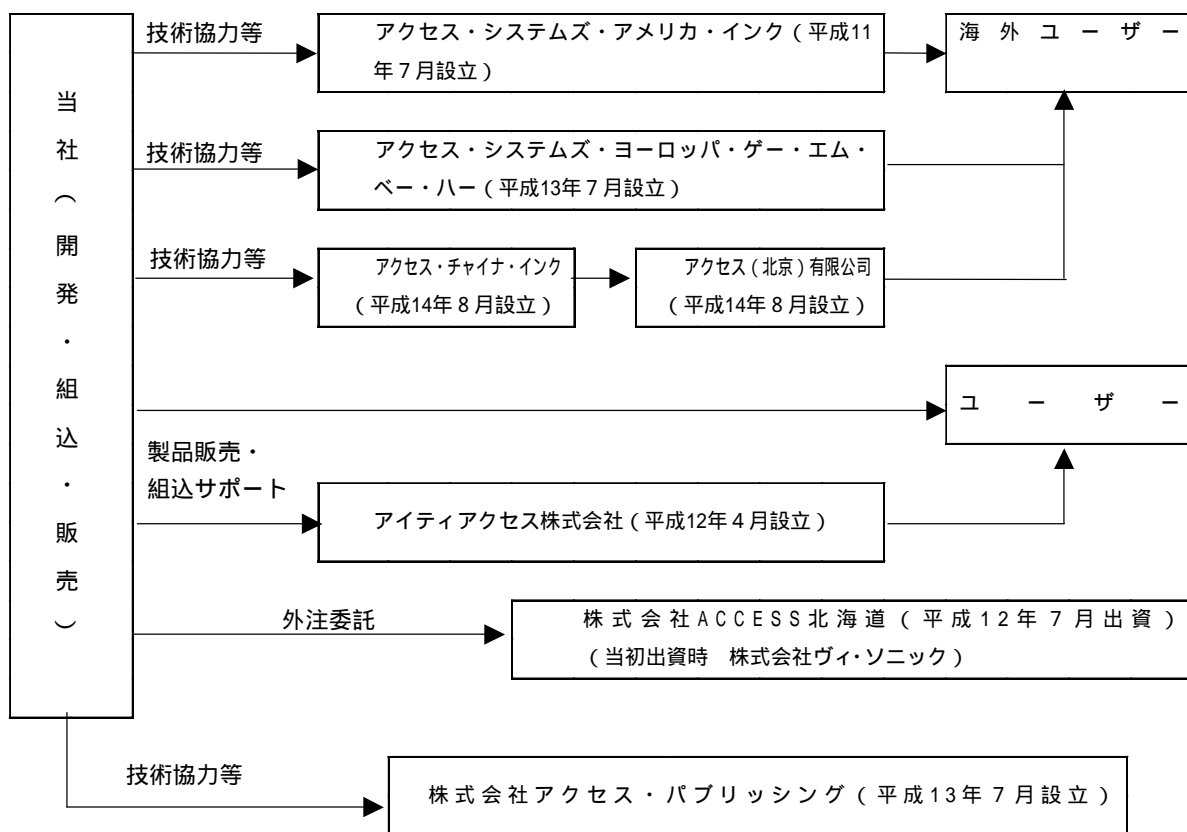 当社（開発・組込・販売）
技術協力等
アクセス・システムズ・アメリカ・インク（平成11
年７月設立）
海外ユーザー
技術協力等
アクセス・システムズ・ヨーロッパ・ゲー・エム・
ベー・ハー（平成13年７月設立）
技術協力等
アクセス・チャイナ・インク
（平成14年８月設立）
アクセス（北京）有限公司
（平成14年８月設立）
ユーザー
製品販売・
組込サポート
アイティアクセス株式会社（平成12年４月設立）
外注委託
株式会社ACCESS北海道（平成12年７月出資）
（当初出資時　株式会社ヴィ・ソニック）
技術協力等
株式会社アクセス・パブリッシング（平成13年７月設立）